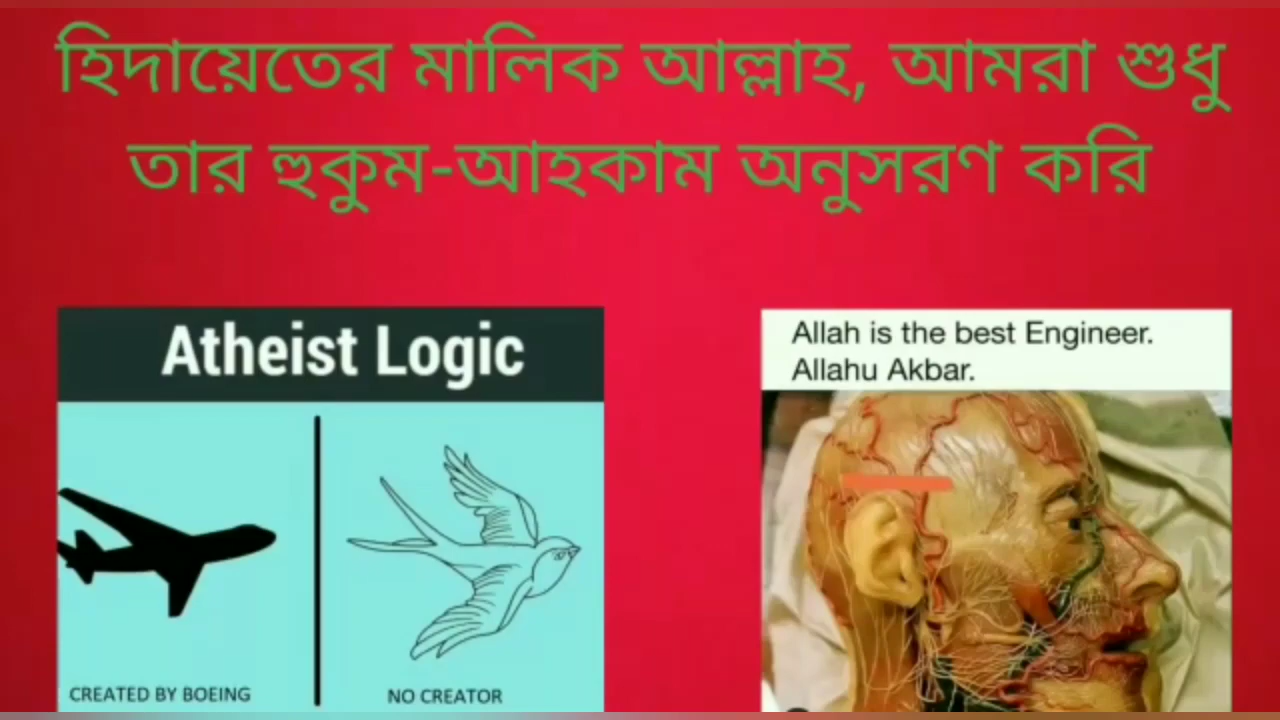 হিদায়েতের মালিক আল্লাহ, আমরা শুধু
তার হুকুম-আহকাম অনুসরণ করি
Atheist Logic
CREATED BY BOEING
NO CREATOR
Allah is the best Engineer.
Allahu Akbar.